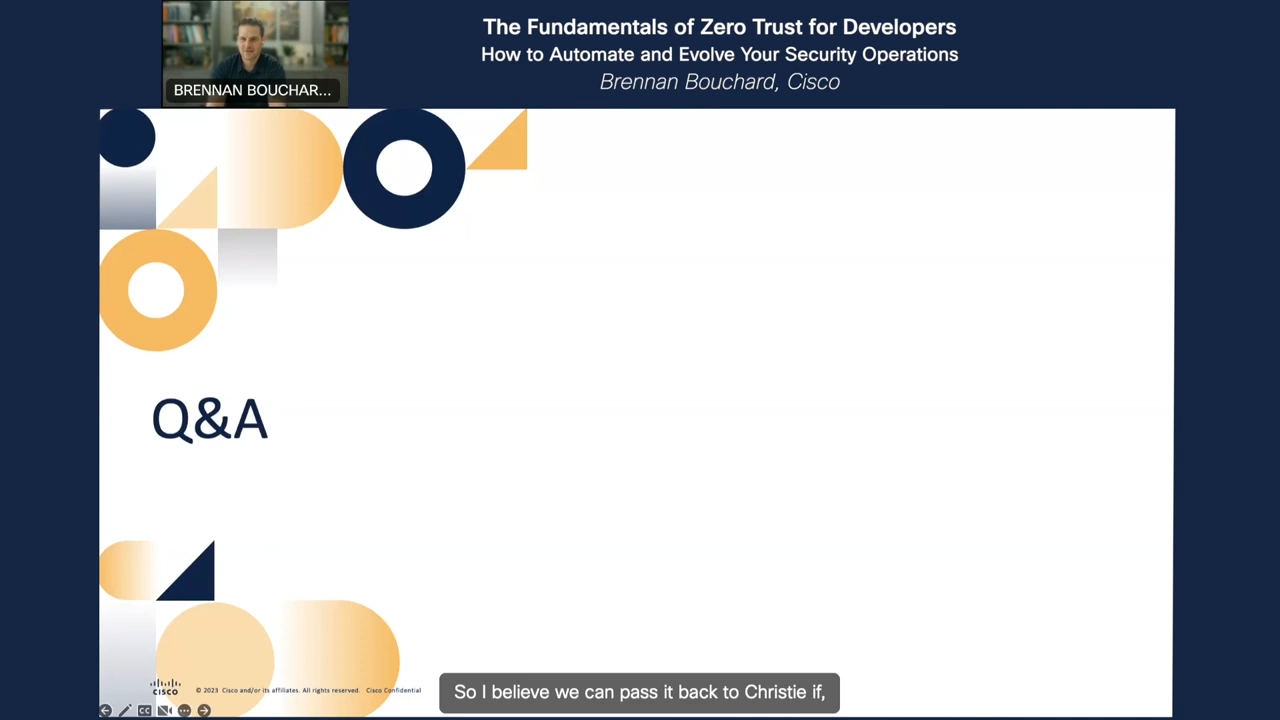 The Fundamentals of Zero Trust for Developers
How to Automate and Evolve Your Security Operations
Brennan Bouchard, Cisco
BRENNAN BOUCHAR...
Q&A
CISCO
© 2023 Cisco and/or its affiliates. All rights reserved. Cisco Confidential
So I believe we can pass it back to Christie if,